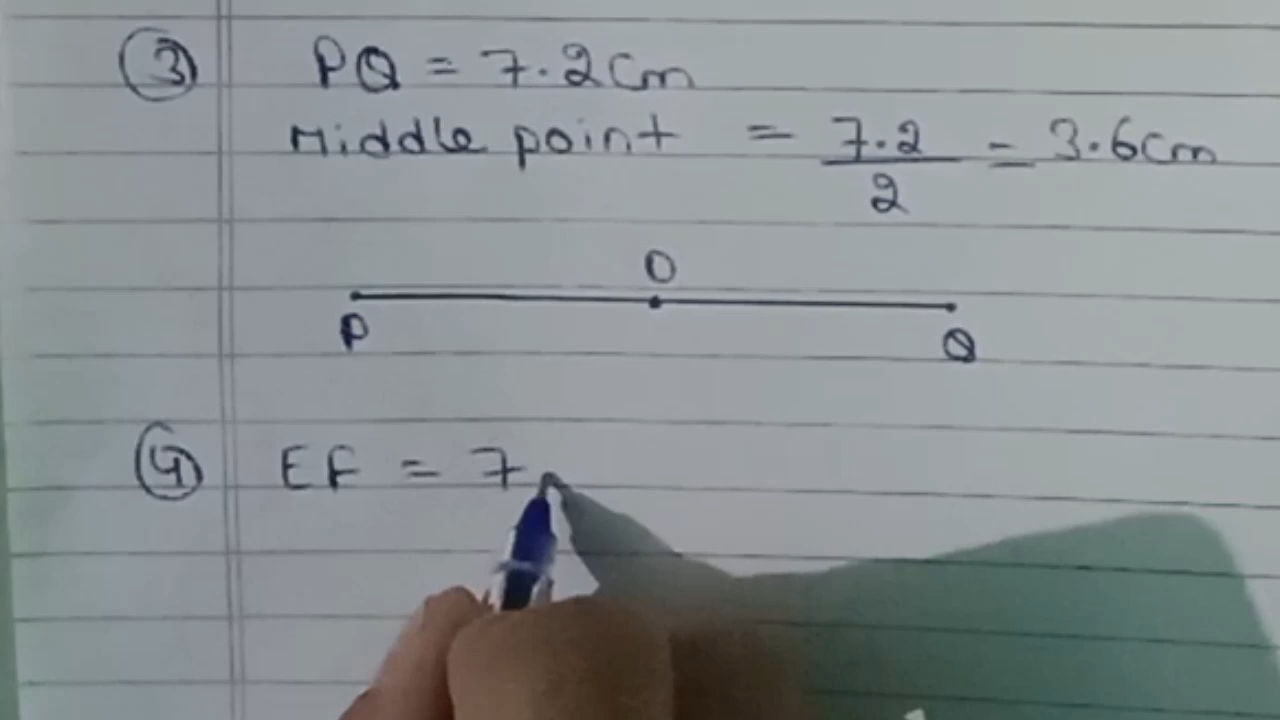 ③ PQ = 7.2cm
Middle point = 7.2/2 = 3.6cm
O
P
Q
④ EF = 7